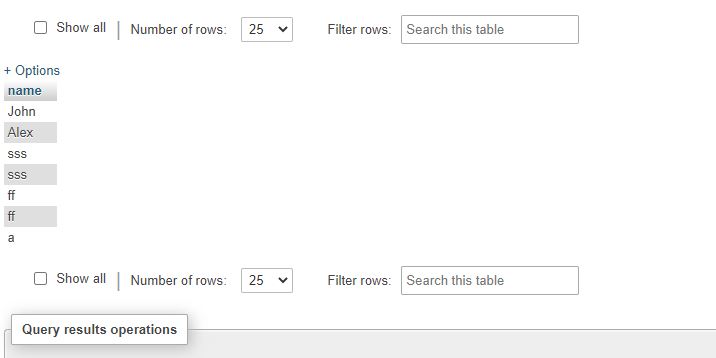 Show all | Number of rows: 25 Filter rows: Search this table
+ Options
name
John
Alex
sss
sss
ff
ff
a
Show all | Number of rows: 25 Filter rows: Search this table
Query results operations